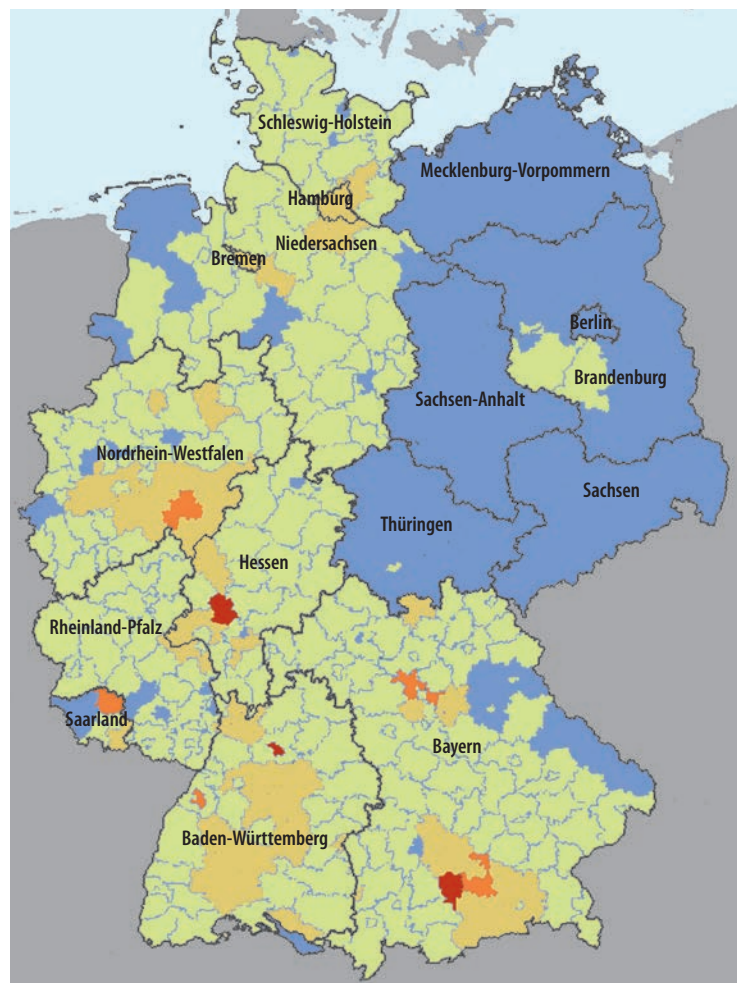 Schleswig-Holstein
Mecklenburg-Vorpommern
Hamburg
Niedersachsen
Bremen
Berlin
Brandenburg
Sachsen-Anhalt
Nordrhein-Westfalen
Sachsen
Thüringen
Hessen
Rheinland-Pfalz
Saarland
Bayern
Baden-Württemberg